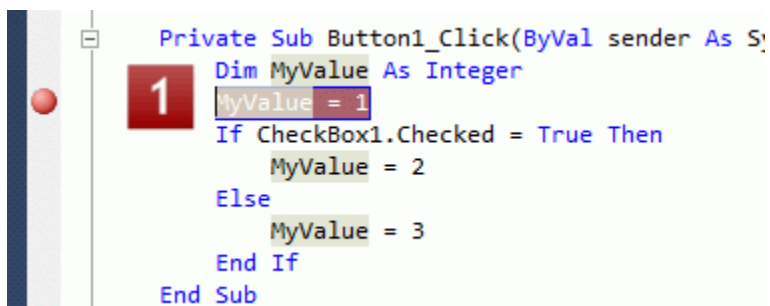 Private Sub Button1_Click(ByVal sender As Sy
Dim MyValue As Integer
1
MyValue = 1
If CheckBox1.Checked = True Then
MyValue = 2
Else
MyValue = 3
End If
End Sub